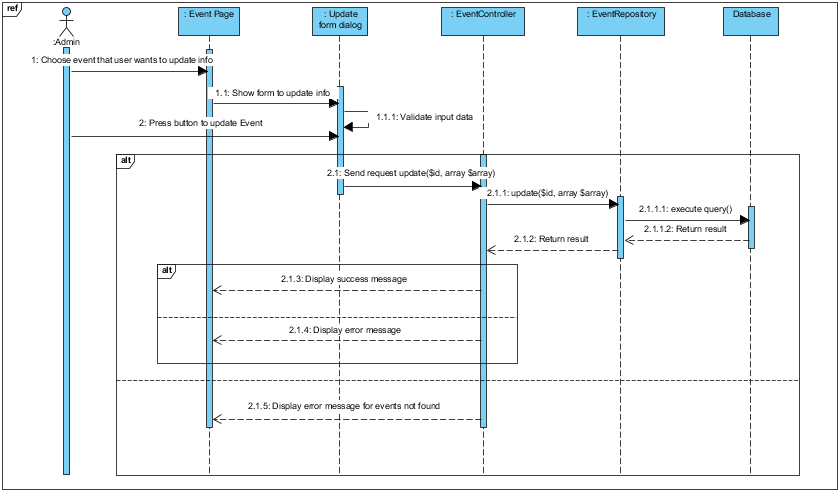 ref
: Event Page
: Update
form dialog
: EventController
: EventRepository
Database
:Admin
1: Choose event that user wants to update info
1.1: Show form to update info
1.1.1: Validate input data
2: Press button to update Event
alt
2.1: Send request update($id, array $array)
2.1.1: update($id, array $array)
2.1.1.1: execute query()
2.1.1.2: Return result
2.1.2: Return result
alt
2.1.3: Display success message
2.1.4: Display error message
2.1.5: Display error message for events not found